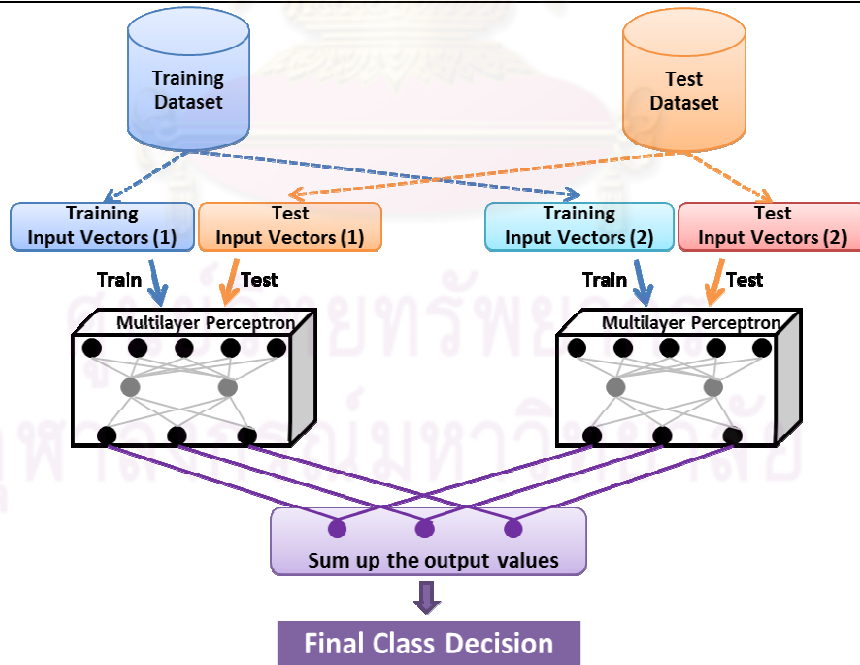 Training
Dataset
Test
Dataset
Training
Input Vectors (1)
Test
Input Vectors (1)
Training
Input Vectors (2)
Test
Input Vectors (2)
Train
Test
Train
Test
Multilayer Perceptron
Multilayer Perceptron
Sum up the output values
Final Class Decision